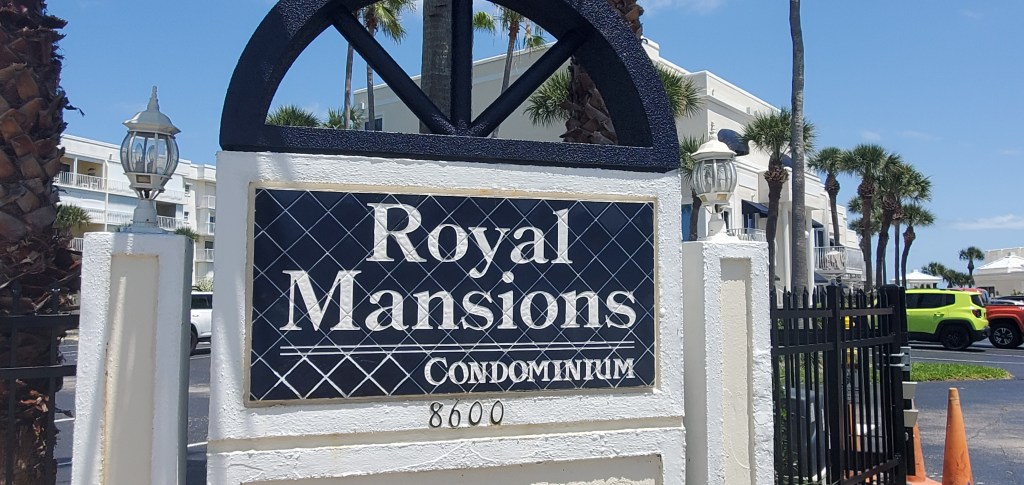 Royal
Mansions
CONDOMINIUM
8600